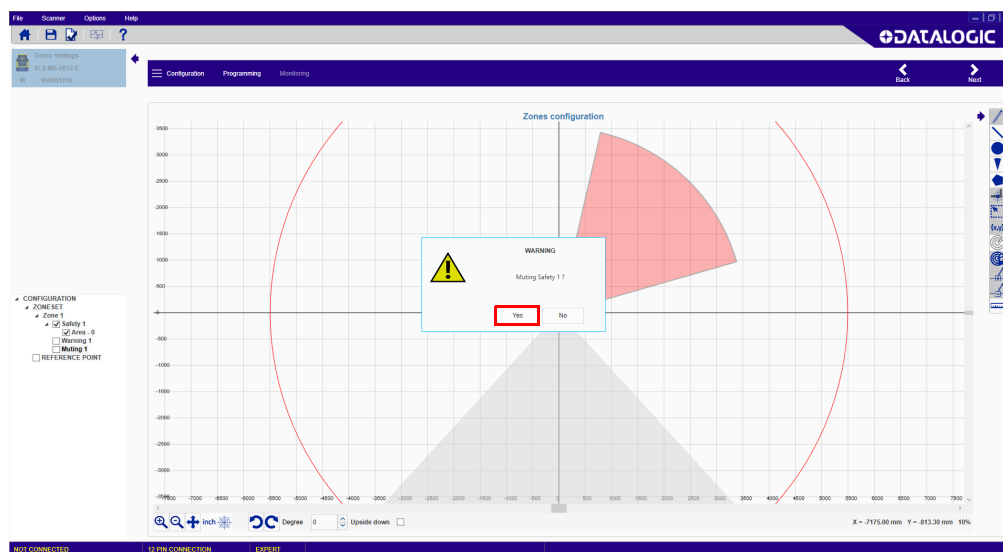 File Scanner Options Help
DATALOGIC
Demo Settings
SLS-M5-0812-E
M 950001110
Configuration Programming Monitoring
Back
Next
Zones configuration
3500
3000
2500
2000
1500
1000
500
0
-500
-1000
-1500
-2000
-2500
-3000
-7000 -6500 -6000 -5500 -5000 -4500 -4000 -3500 -3000 -2500 -2000 -1500 -1000 -500 0 500 1000 1500 2000 2500 3000 3500 4000 4500 5000 5500 6000 6500 7000 7500
WARNING
Muting Safety 1 ?
Yes No
CONFIGURATION
ZONESET
Zone 1
Safety 1
Area - 0
Warning 1
Muting 1
REFERENCE POINT
inch
Degree 0
Upside down
X = -7175.00 mm Y = -813.30 mm 10%
NOT CONNECTED 12 PIN CONNECTION EXPERT